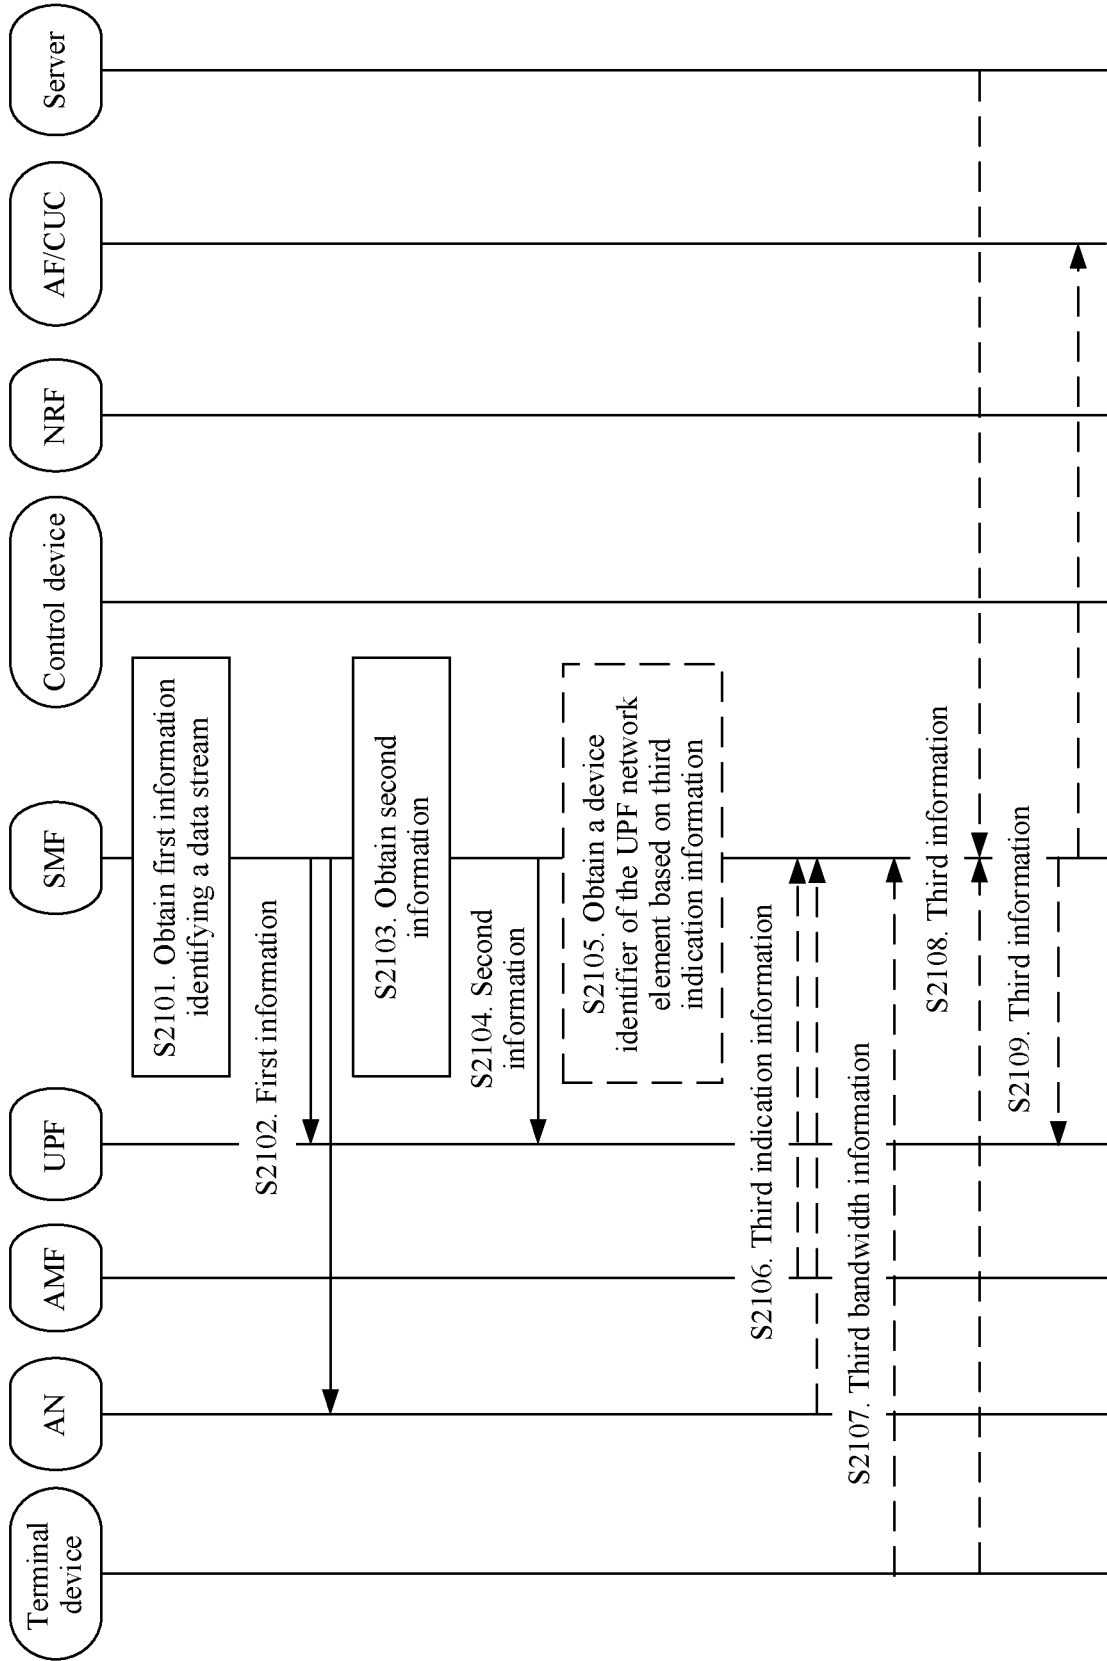 Terminal
device
AN
AMF
UPF
SMF
Control device
NRF
AF/CUC
Server
S2101. Obtain first information
identifying a data stream
S2102. First information
S2103. Obtain second
information
S2104. Second
information
S2105. Obtain a device
identifier of the UPF network
element based on third
indication information
S2106. Third indication information
S2107. Third bandwidth information
S2108. Third information
S2109. Third information